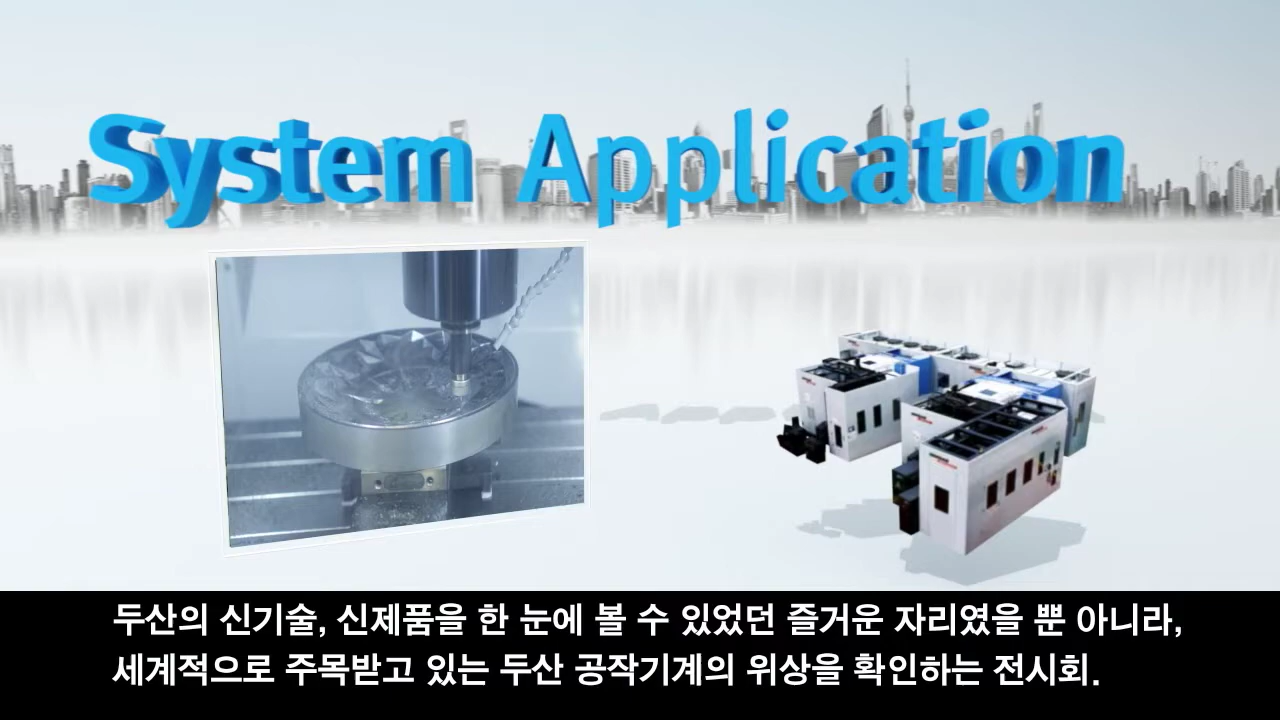 System Application
두산의 신기술, 신제품을 한 눈에 볼 수 있었던 즐거운 자리였을 뿐 아니라,
세계적으로 주목받고 있는 두산 공작기계의 위상을 확인하는 전시회.